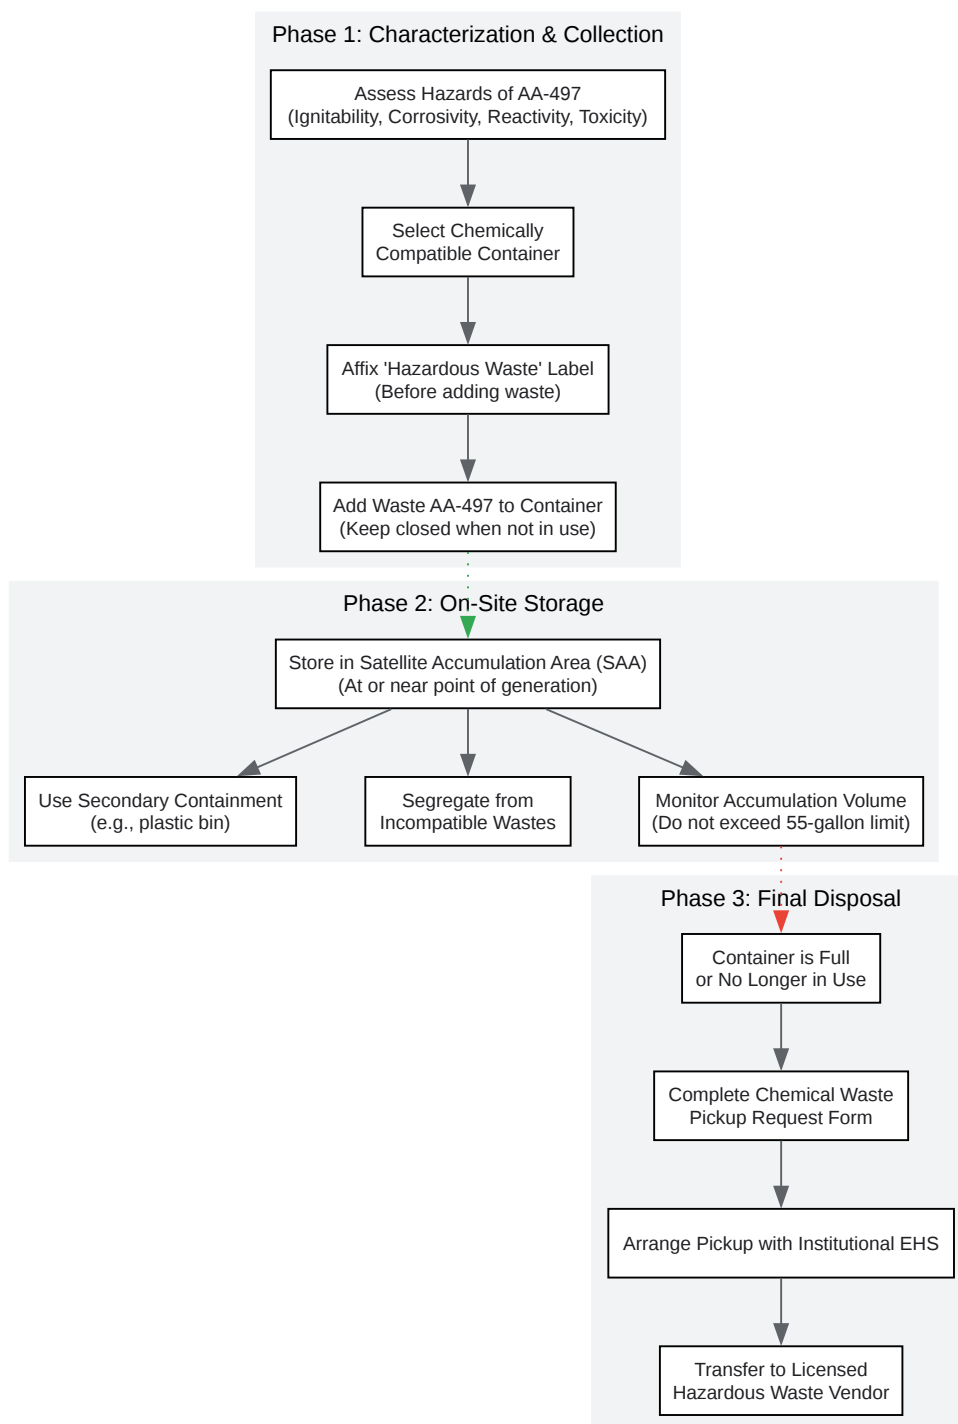 Phase 1: Characterization & Collection
Assess Hazards of AA-497
(Ignitability, Corrosivity, Reactivity, Toxicity)
Select Chemically
Compatible Container
Affix 'Hazardous Waste' Label
(Before adding waste)
Add Waste AA-497 to Container
(Keep closed when not in use)
Phase 2: On-Site Storage
Store in Satellite Accumulation Area (SAA)
(At or near point of generation)
Use Secondary Containment
(e.g., plastic bin)
Segregate from
Incompatible Wastes
Monitor Accumulation Volume
(Do not exceed 55-gallon limit)
Phase 3: Final Disposal
Container is Full
or No Longer in Use
Complete Chemical Waste
Pickup Request Form
Arrange Pickup with Institutional EHS
Transfer to Licensed
Hazardous Waste Vendor